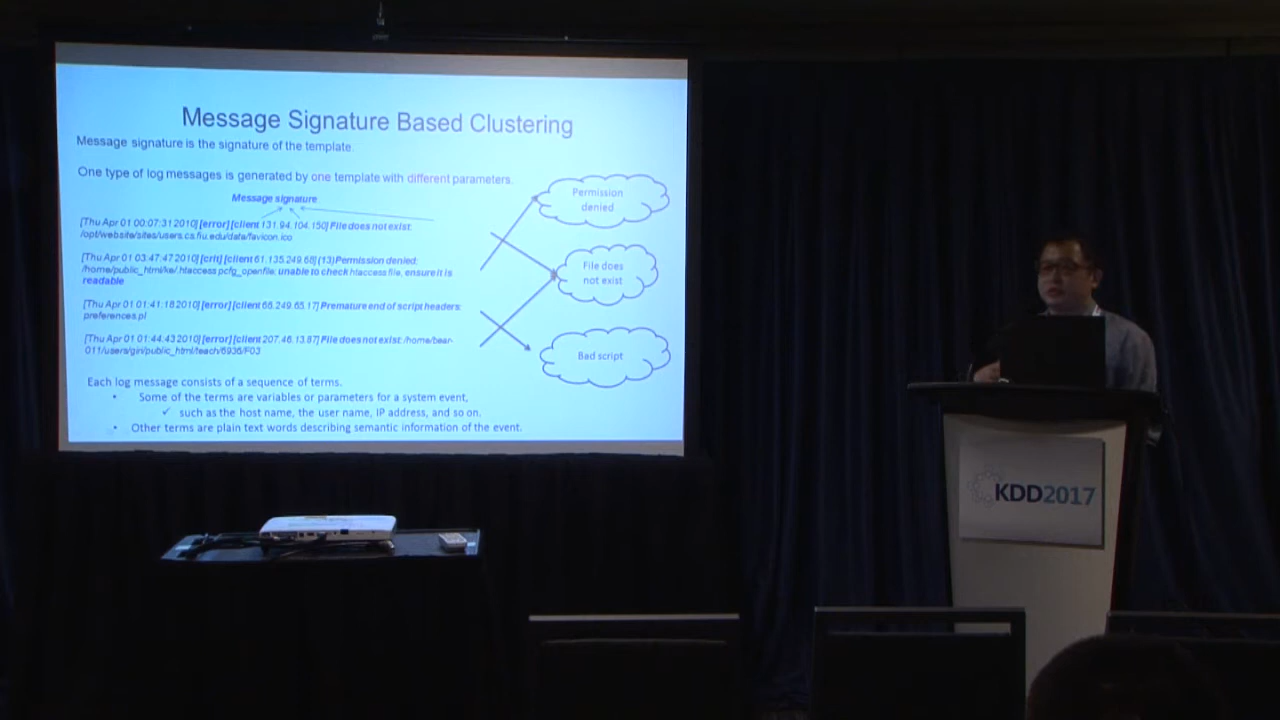 Message Signature Based Clustering
Message signature is the signature of the template.
One type of log messages is generated by one template with different parameters.
Message signature
[Thu Apr 01 00:07:31 2010] [error] [client 131.94.104.150] File does not exist:
/opt/website/sites/users.cs.fiu.edu/data/favicon.ico
[Thu Apr 01 03:47:47 2010] [crit] [client 61.135.249.68] (13)Permission denied:
/home/public_html/ke/.htaccess pcfg_openfile: unable to check htaccess file, ensure it is
readable
[Thu Apr 01 01:41:18 2010] [error] [client 66.249.65.17] Premature end of script headers:
preferences.pl
[Thu Apr 01 01:44:43 2010] [error] [client 207.46.13.87] File does not exist: /home/bear-
011/users/giri/public_html/teach/6936/F03
Permission
denied
File does
not exist
Bad script
Each log message consists of a sequence of terms.
• Some of the terms are variables or parameters for a system event,
✓ such as the host name, the user name, IP address, and so on.
• Other terms are plain text words describing semantic information of the event.
KDD2017